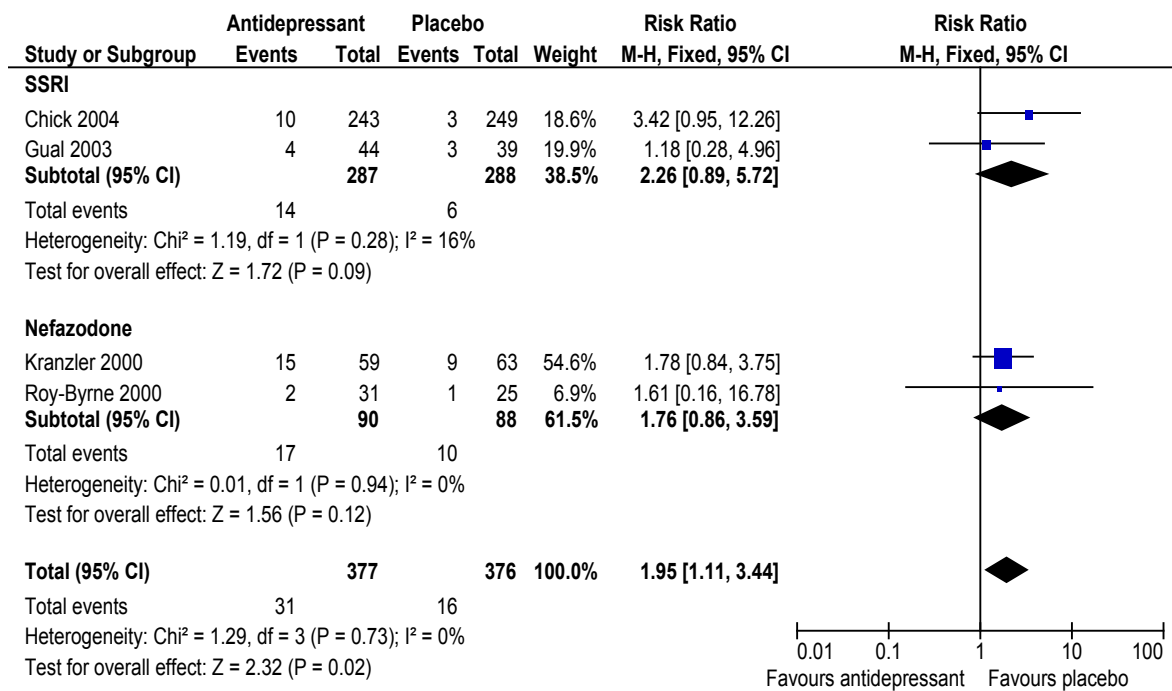 Antidepressant Placebo Risk Ratio Risk Ratio
Study or Subgroup Events Total Events Total Weight M-H, Fixed, 95% CI M-H, Fixed, 95% CI
SSRI
Chick 2004 10 243 3 249 18.6% 3.42 [0.95, 12.26]
Gual 2003 4 44 3 39 19.9% 1.18 [0.28, 4.96]
Subtotal (95% CI) 287 288 38.5% 2.26 [0.89, 5.72]
Total events 14 6
Heterogeneity: Chi² = 1.19, df = 1 (P = 0.28); I² = 16%
Test for overall effect: Z = 1.72 (P = 0.09)
Nefazodone
Kranzler 2000 15 59 9 63 54.6% 1.78 [0.84, 3.75]
Roy-Byrne 2000 2 31 1 25 6.9% 1.61 [0.16, 16.78]
Subtotal (95% CI) 90 88 61.5% 1.76 [0.86, 3.59]
Total events 17 10
Heterogeneity: Chi² = 0.01, df = 1 (P = 0.94); I² = 0%
Test for overall effect: Z = 1.56 (P = 0.12)
Total (95% CI) 377 376 100.0% 1.95 [1.11, 3.44]
Total events 31 16
Heterogeneity: Chi² = 1.29, df = 3 (P = 0.73); I² = 0%
Test for overall effect: Z = 2.32 (P = 0.02)
0.01 0.1 1 10 100
Favours antidepressant Favours placebo